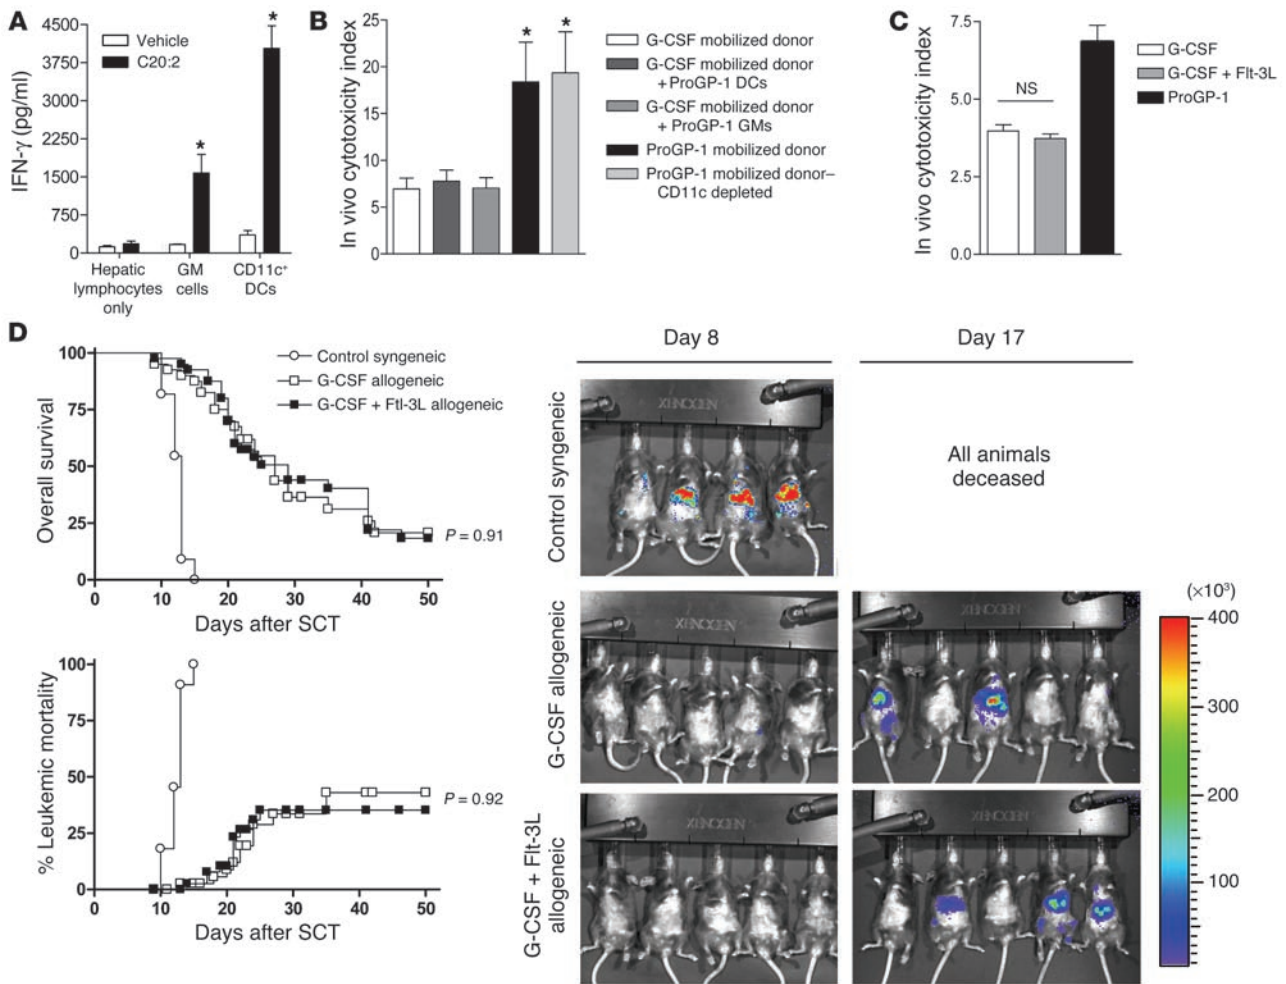 A
4500
3750
3000
2250
1500
750
0
IFN-γ (pg/ml)
Vehicle
C20:2
*
*
Hepatic
lymphocytes
only
GM
cells
CD11c⁺
DCs
B
25
20
15
10
5
0
In vivo cytotoxicity index
*
*
G-CSF mobilized donor
G-CSF mobilized donor
+ProGP-1 DCs
G-CSF mobilized donor
+ ProGP-1 GMs
ProGP-1 mobilized donor
ProGP-1 mobilized donor–
CD11c depleted
C
7.5
5.0
2.5
0.0
In vivo cytotoxicity index
NS
G-CSF
G-CSF + Flt-3L
ProGP-1
D
100
75
50
25
0
Overall survival
Control syngeneic
G-CSF allogeneic
G-CSF + Ftl-3L allogeneic
P = 0.91
0 10 20 30 40 50
Days after SCT
100
75
50
25
0
% Leukemic mortality
P = 0.92
0 10 20 30 40 50
Days after SCT
Day 8
Day 17
Control syngeneic
XENOGEN
All animals
deceased
G-CSF allogeneic
XENOGEN
XENOGEN
G-CSF + Flt-3L
allogeneic
XENOGEN
XENOGEN
(×10³)
400
300
200
100